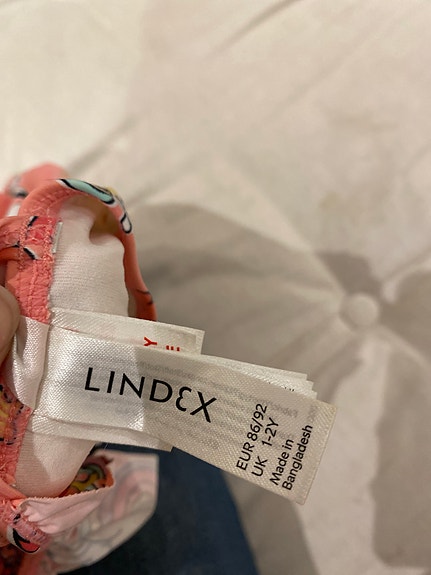 LINDEX
EUR 86/92
UK 1-2Y
Made in
Bangladesh